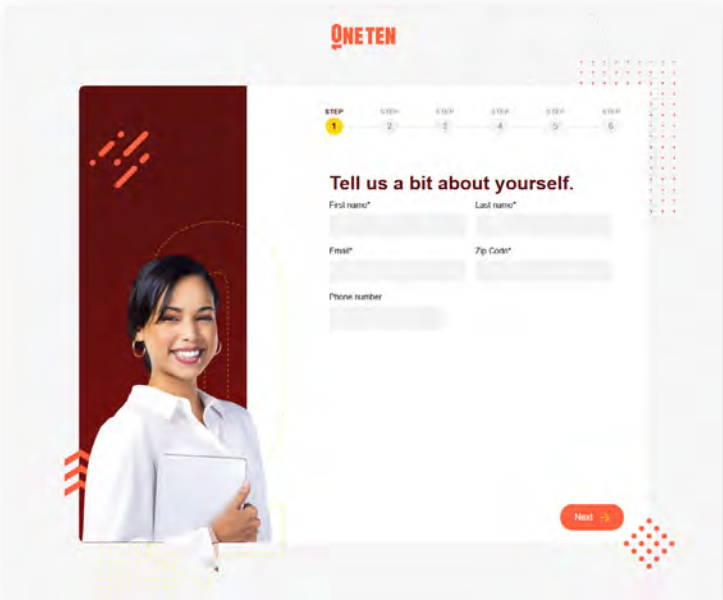 ONETEN
STEP STEP STEP STEP STEP STEP
1 2 3 4 5 6
Tell us a bit about yourself.
First name* Last name*
Email* Zip Code*
Phone number
Next →